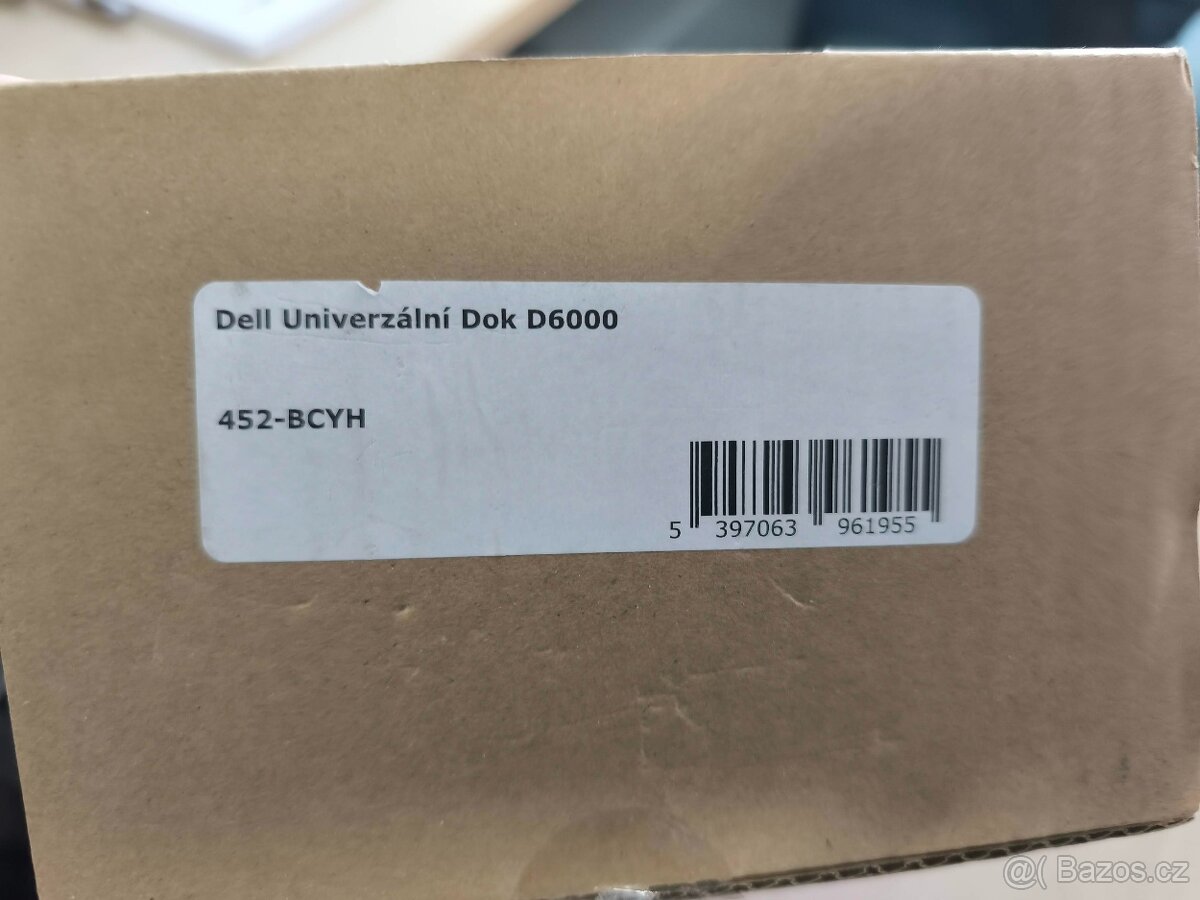 Dell Univerzální Dok D6000
452-BCYH
5 397063 961955
@( Bazos.cz